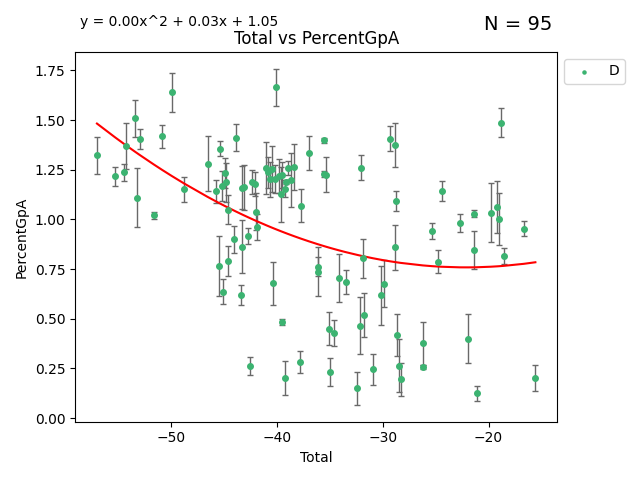 y = 0.00x^2 + 0.03x + 1.05
N = 95
Total vs PercentGpA
D
PercentGpA
1.75
1.50
1.25
1.00
0.75
0.50
0.25
0.00
−50 −40 −30 −20
Total